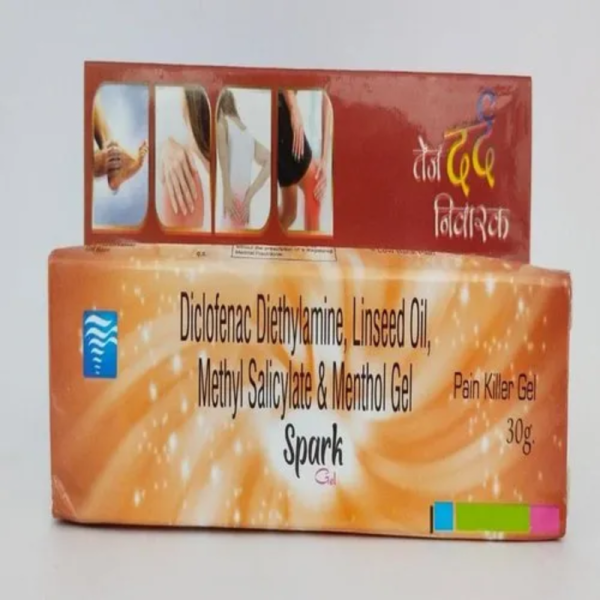 तेज दर्द
निवारक
Diclofenac Diethylamine, Linseed Oil,
Methyl Salicylate & Menthol Gel
Pain Killer Gel
30g.
Spark
Gel